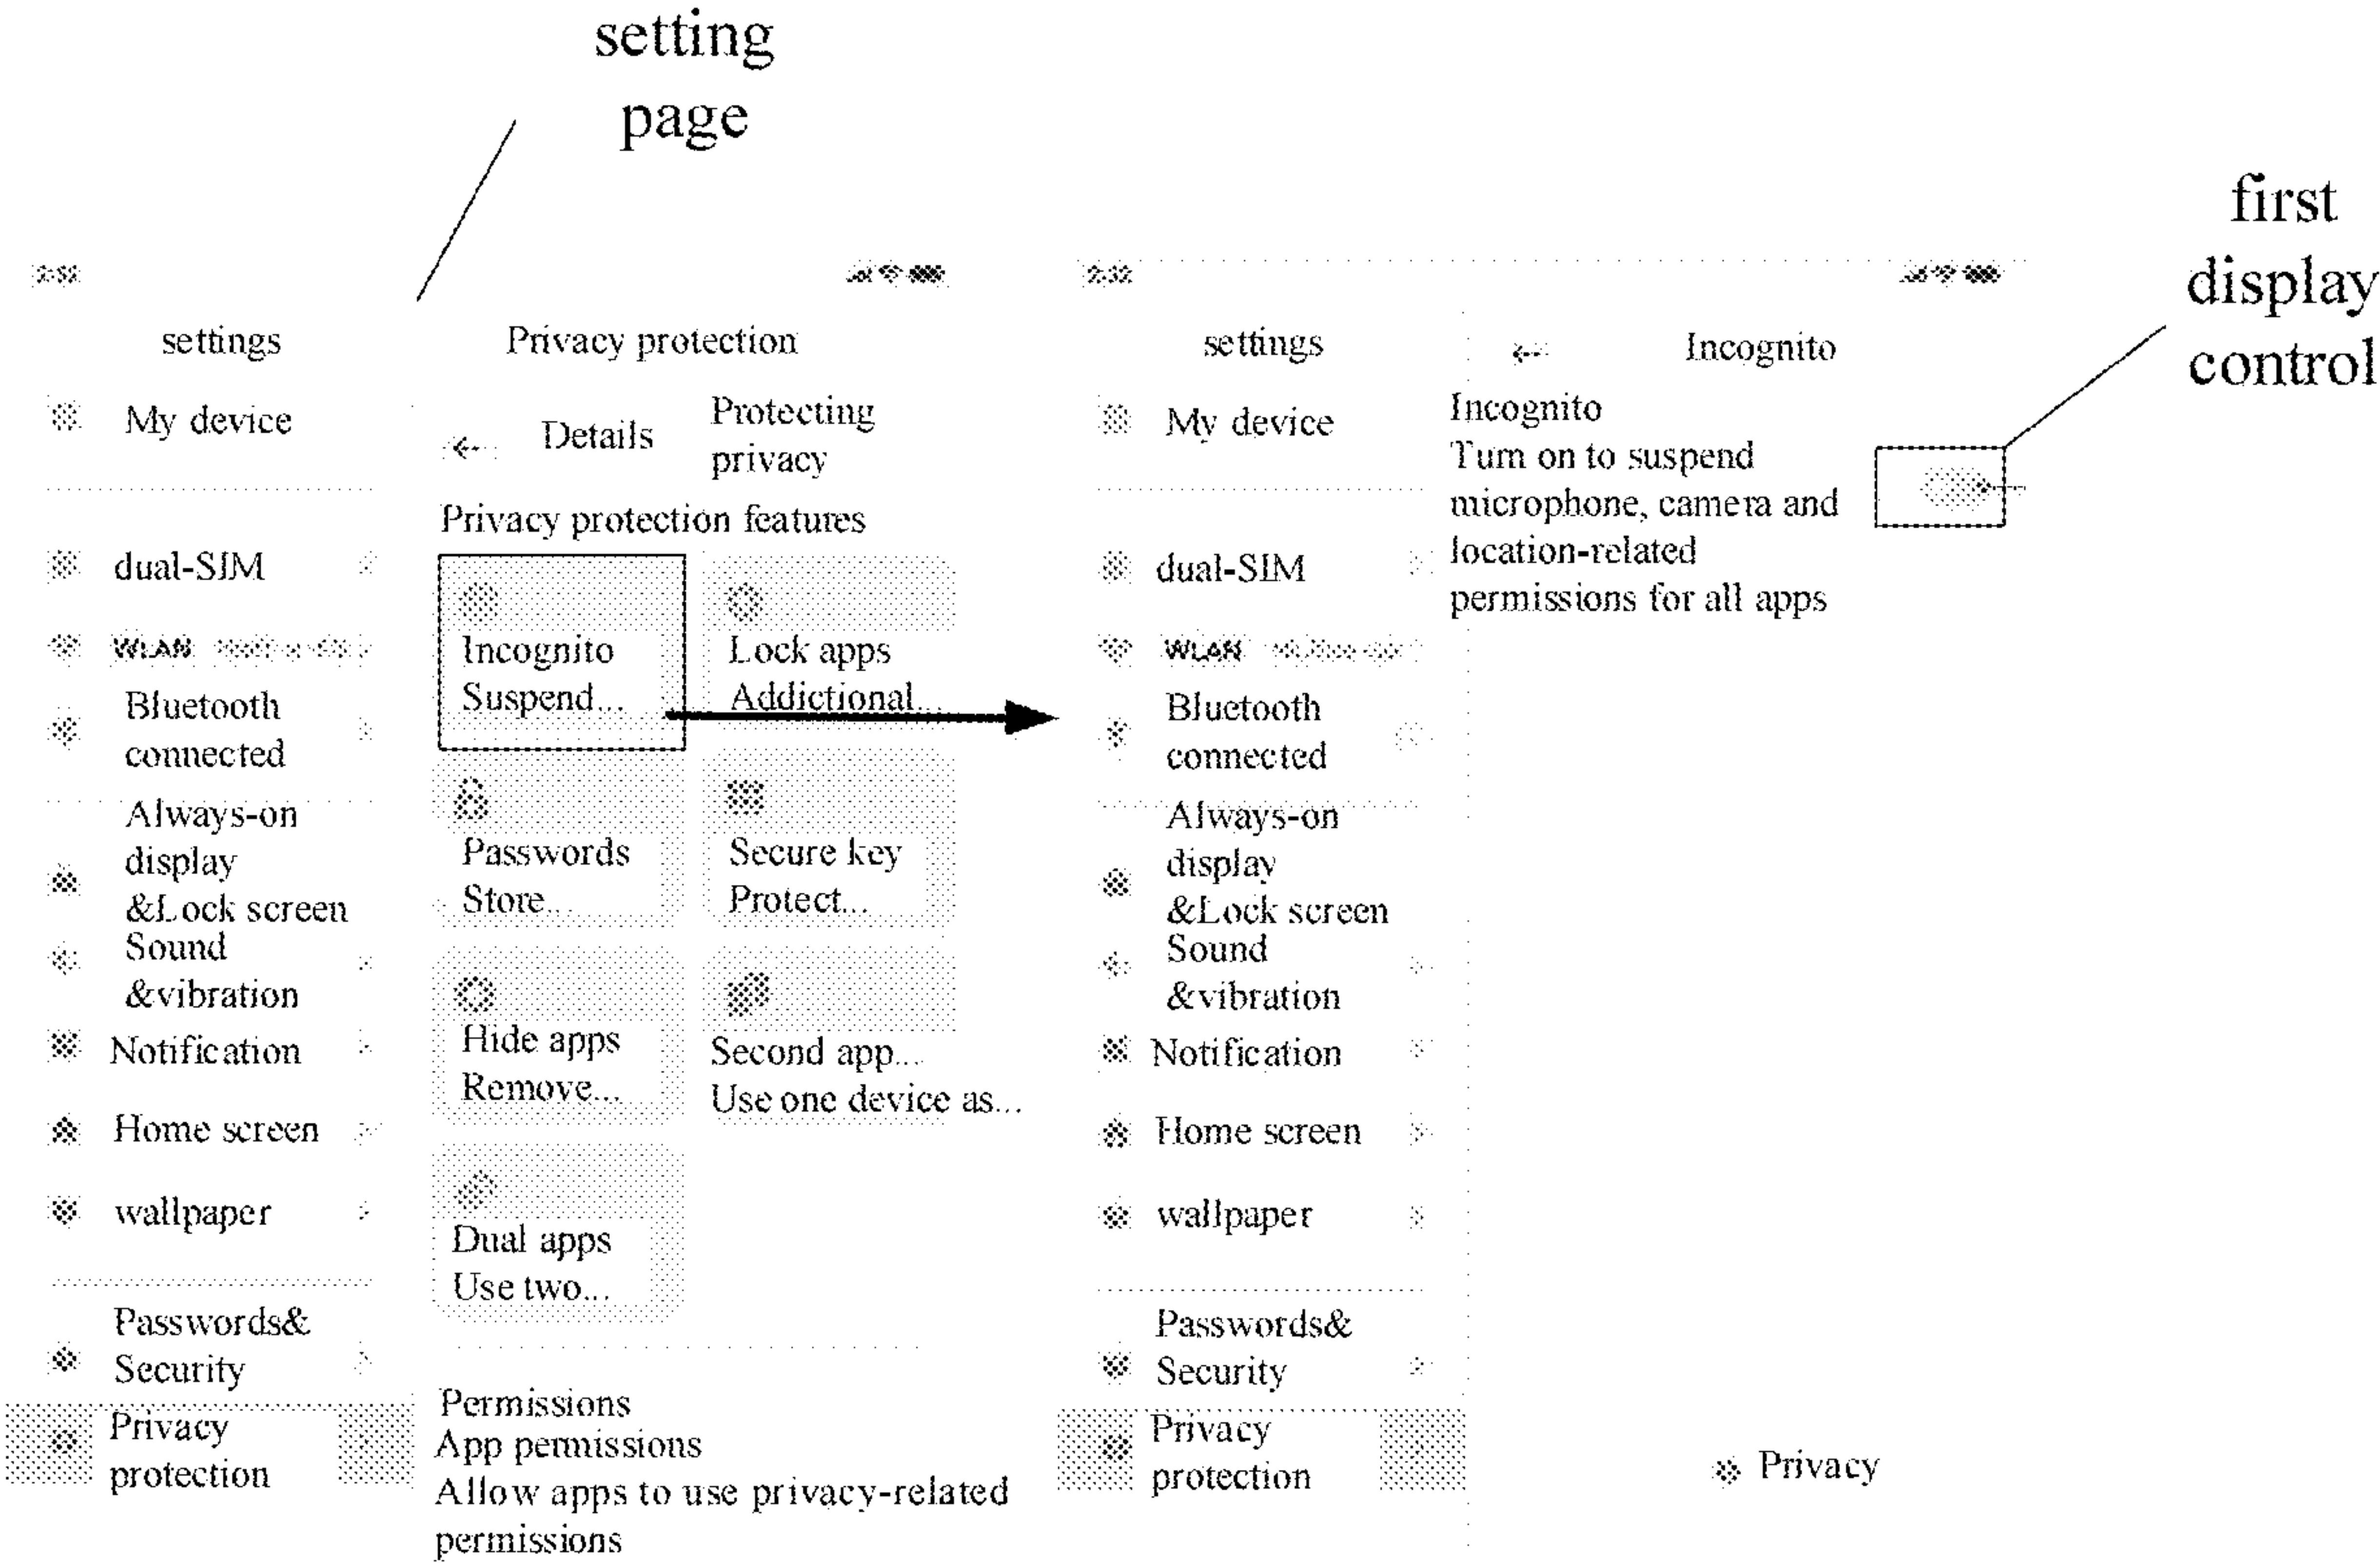 setting
page
first
display
control
settings
My device
dual-SIM
WLAN
Bluetooth
connected
Always-on
display
&Lock screen
Sound
&vibration
Notification
Home screen
wallpaper
Passwords&
Security
Privacy
protection
Privacy protection
Details
Protecting
privacy
Privacy protection features
Incognito
Suspend...
Lock apps
Addictional...
Passwords
Store...
Secure key
Protect...
Hide apps
Remove...
Second app...
Use one device as...
Dual apps
Use two...
Permissions
App permissions
Allow apps to use privacy-related
permissions
settings
My device
dual-SIM
WLAN
Bluetooth
connected
Always-on
display
&Lock screen
Sound
&vibration
Notification
Home screen
wallpaper
Passwords&
Security
Privacy
protection
Incognito
Incognito
Turn on to suspend
microphone, camera and
location-related
permissions for all apps
Privacy